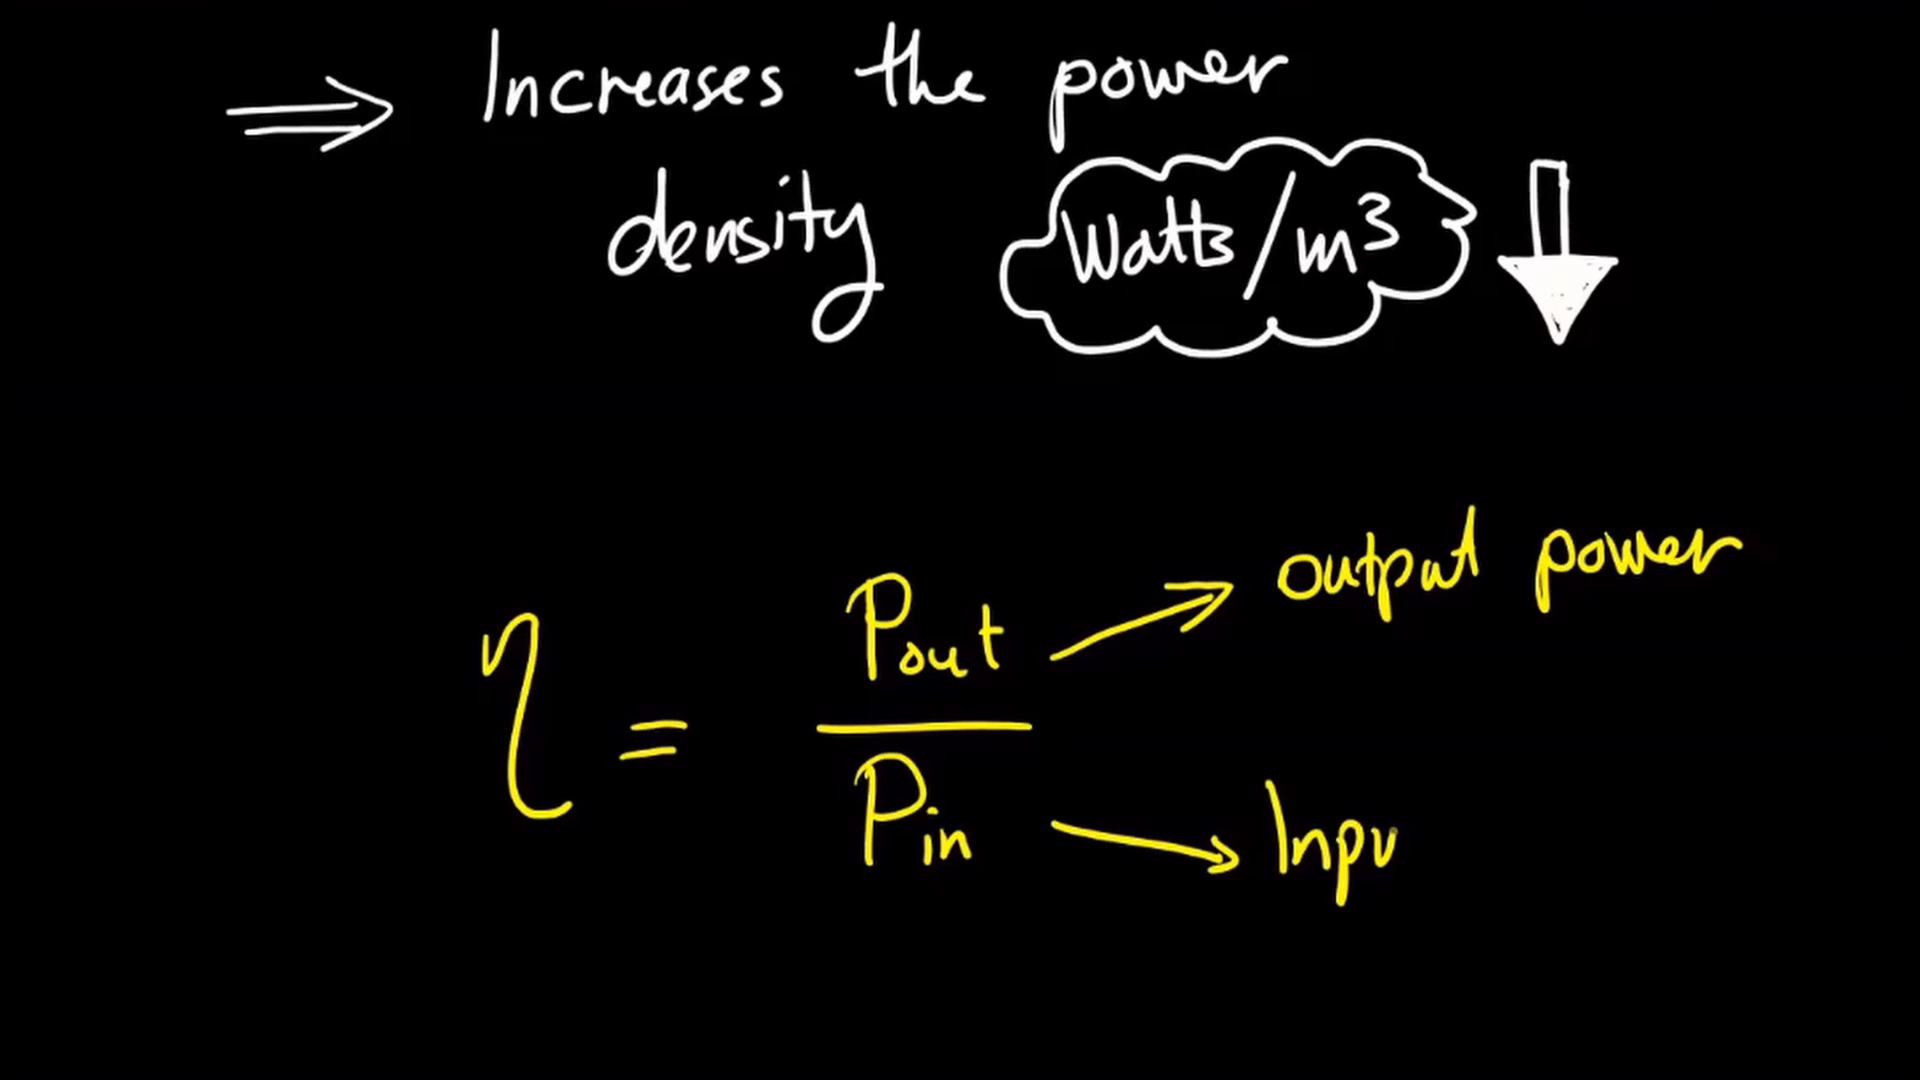 ⇒ Increases the power
density Watts/m³ ↓
η = Pout / Pin
→ output power
→ Inpu